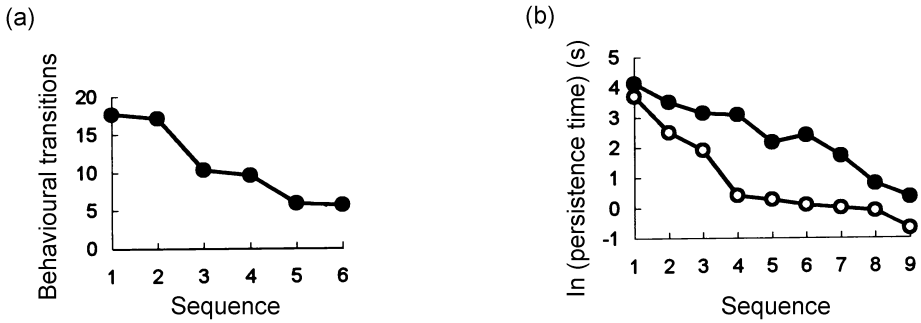 (a)
Behavioural transitions
20
15
10
5
0
1 2 3 4 5 6
Sequence
(b)
ln (persistence time) (s)
5
4
3
2
1
0
-1
1 2 3 4 5 6 7 8 9
Sequence